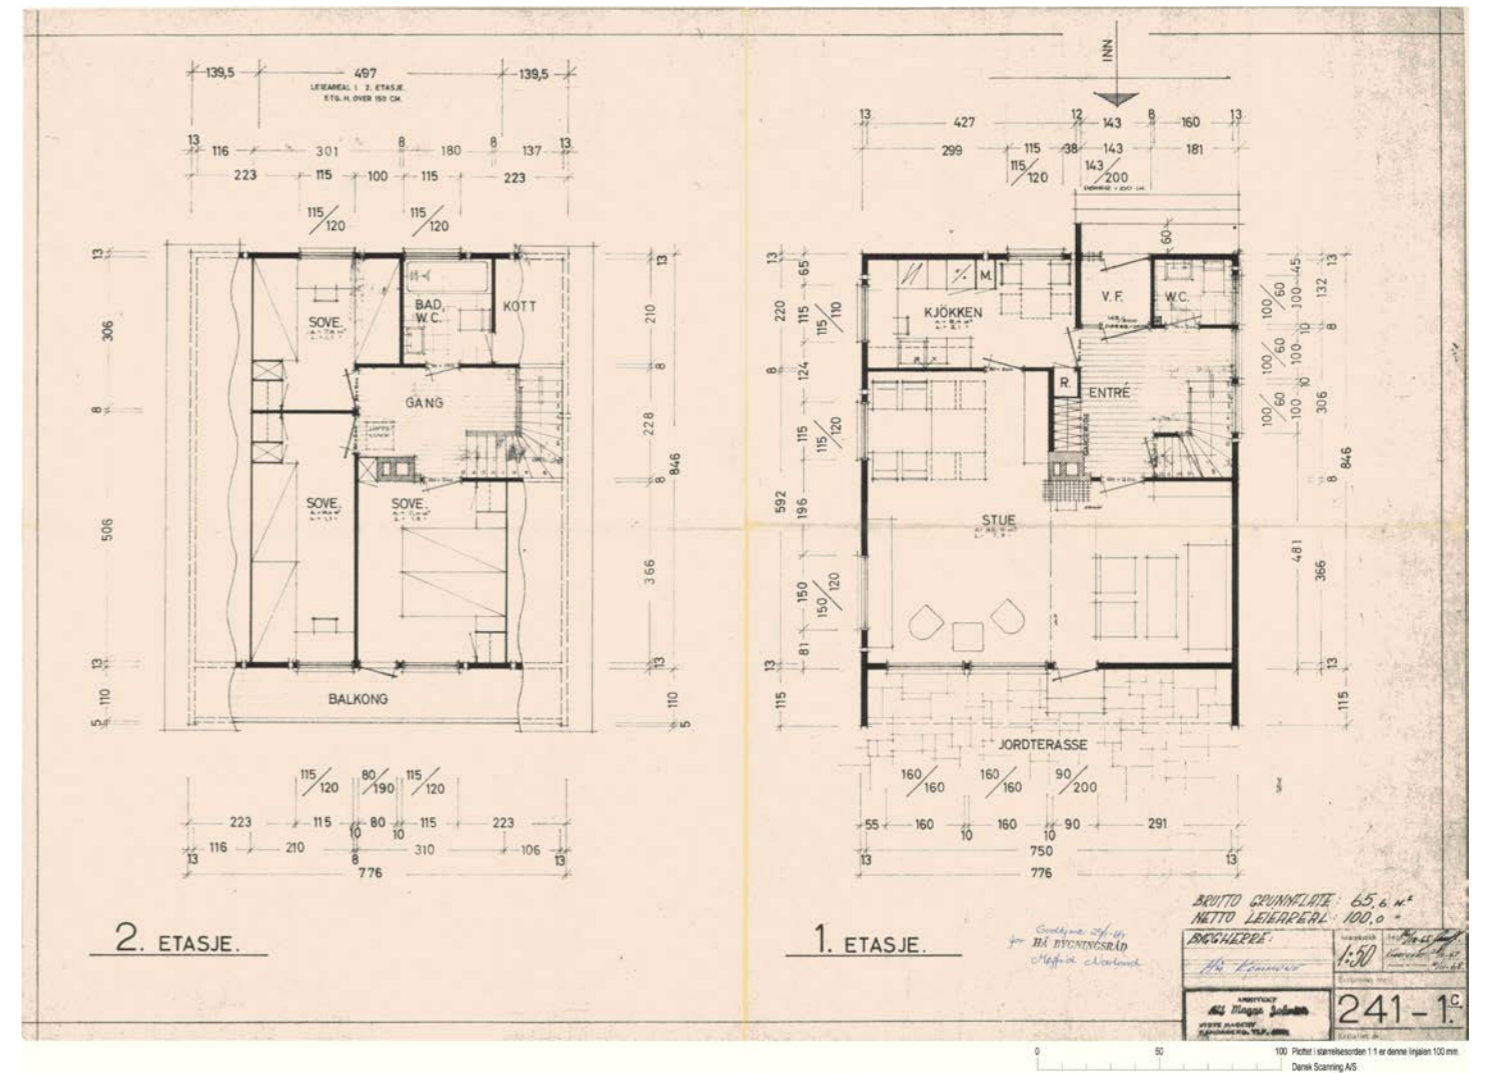 139,5 497 139,5
LEIEAREAL I 2. ETASJE.
ETG.H. OVER 150 CM.
13 116 301 8 180 8 137 13
223 115 100 115 223
115/120 115/120
13
306
8
506
13
110
5
SOVE.
BAD,
W.C.
KOTT
GANG
SOVE.
SOVE.
BALKONG
13
210
8
228
846
8
366
13
110
5
115/120 80/190 115/120
223 115 80 115 223
10 10
116 210 310 106
13 8 13
776
2. ETASJE.
INN
13 427 12 143 8 160 13
299 115 38 143 181
115/120 143/200
60
13 65
220 115 115/110
8 124
115 115/120
592 196
150 150/120
81
13
115
KJÖKKEN
M.
V.F.
W.C.
R.
ENTRÉ
GARDEROBE
STUE
JORDTERASSE
45 13
100/60 100 132
10 8
100/60 100
10 306
100/60 100
846
8
481 366
13
115
160/160 160/160 90/200
55 160 160 90 291
10 10
750
13 13
776
1. ETASJE.
for HÅ BYGNINGSRÅD
BRUTTO GRUNNFLATE: 65,6 M²
NETTO LEIEAREAL: 100,0 "
BYGGHERRE:
Hå Kommune
1:50
ARKITEKT
241-1.C.
0 50 100 Plottet i størrelsesorden 1:1 er denne linjalen 100 mm.
Dansk Scanning A/S